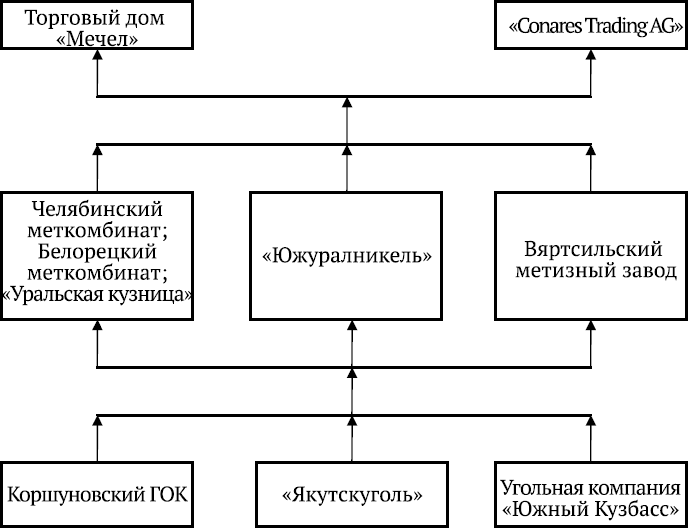 Торговый дом
«Мечел»
«Conares Trading AG»
Челябинский
меткомбинат;
Белорецкий
меткомбинат;
«Уральская кузница»
«Южуралникель»
Вяртсильский
метизный завод
Коршуновский ГОК
«Якутскуголь»
Угольная компания
«Южный Кузбасс»